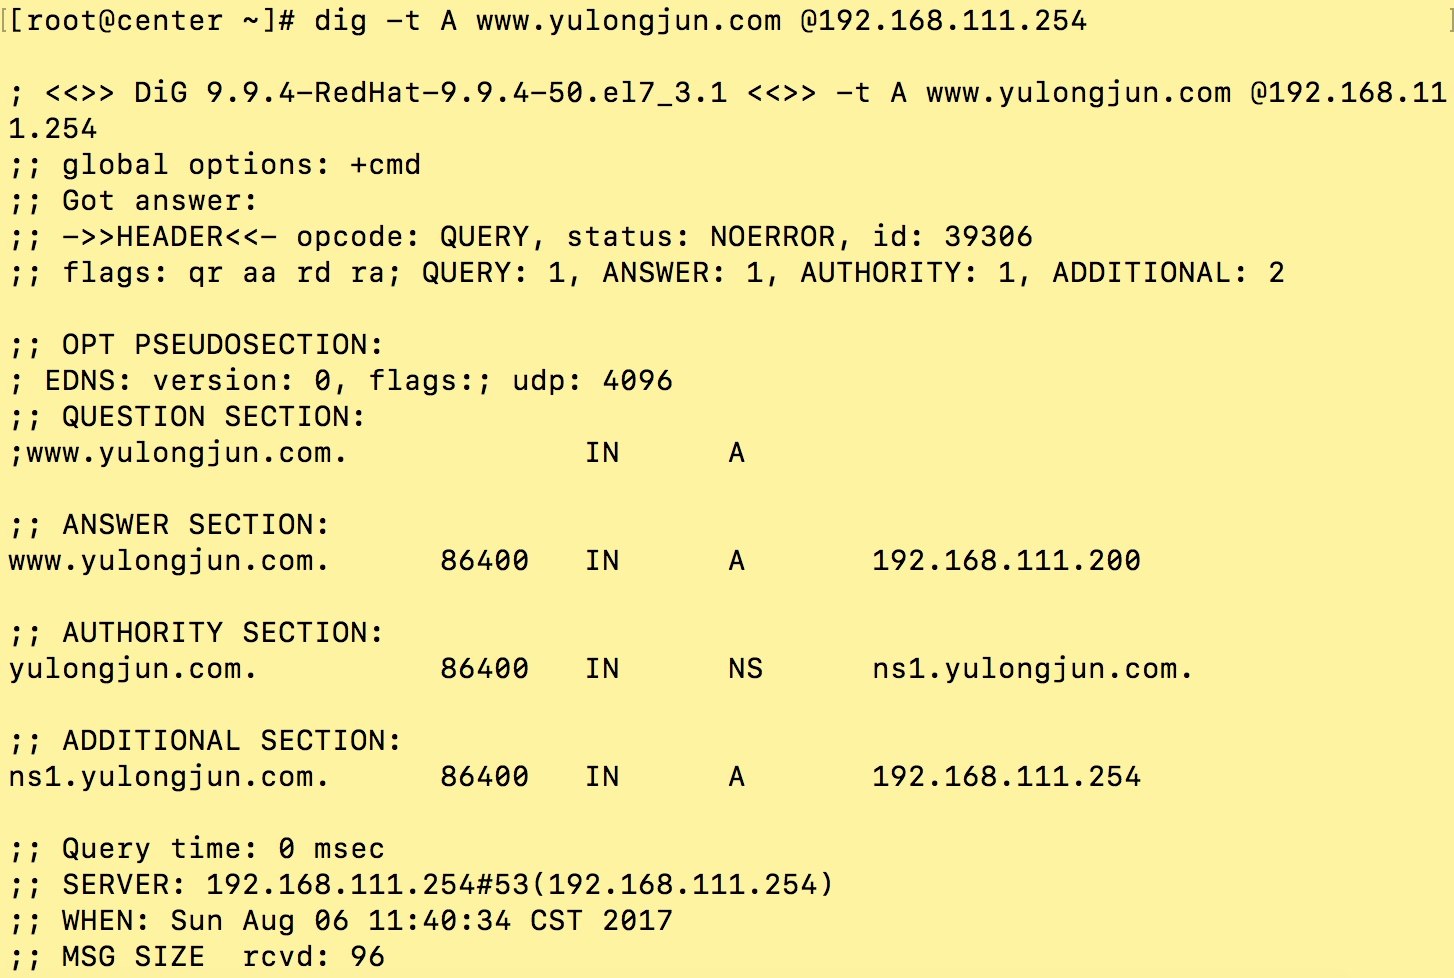 [[root@center ~]# dig -t A www.yulongjun.com @192.168.111.254 ]

; <<>> DiG 9.9.4-RedHat-9.9.4-50.el7_3.1 <<>> -t A www.yulongjun.com @192.168.11
1.254
;; global options: +cmd
;; Got answer:
;; ->>HEADER<<- opcode: QUERY, status: NOERROR, id: 39306
;; flags: qr aa rd ra; QUERY: 1, ANSWER: 1, AUTHORITY: 1, ADDITIONAL: 2

;; OPT PSEUDOSECTION:
; EDNS: version: 0, flags:; udp: 4096
;; QUESTION SECTION:
;www.yulongjun.com. IN A

;; ANSWER SECTION:
www.yulongjun.com. 86400 IN A 192.168.111.200

;; AUTHORITY SECTION:
yulongjun.com. 86400 IN NS ns1.yulongjun.com.

;; ADDITIONAL SECTION:
ns1.yulongjun.com. 86400 IN A 192.168.111.254

;; Query time: 0 msec
;; SERVER: 192.168.111.254#53(192.168.111.254)
;; WHEN: Sun Aug 06 11:40:34 CST 2017
;; MSG SIZE  rcvd: 96